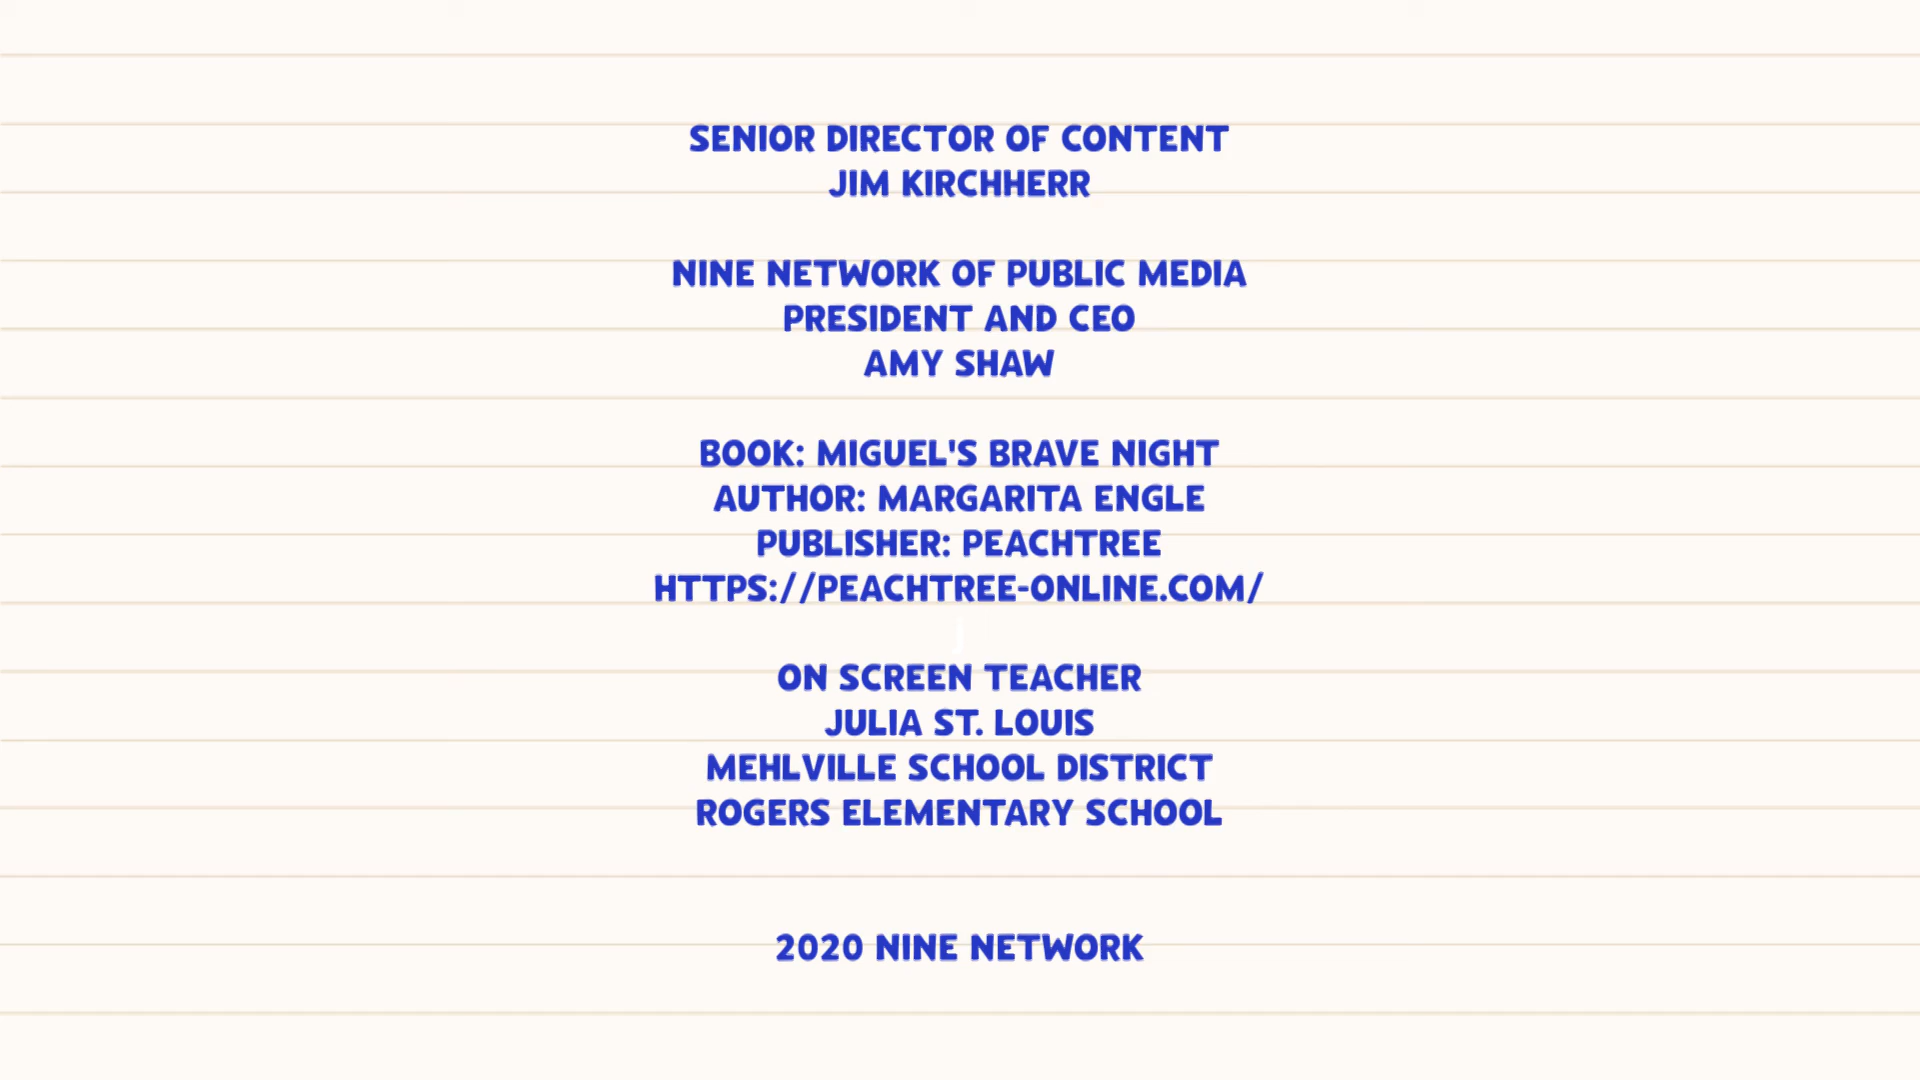 SENIOR DIRECTOR OF CONTENT
JIM KIRCHHERR
NINE NETWORK OF PUBLIC MEDIA
PRESIDENT AND CEO
AMY SHAW
BOOK: MIGUEL'S BRAVE NIGHT
AUTHOR: MARGARITA ENGLE
PUBLISHER: PEACHTREE
HTTPS://PEACHTREE-ONLINE.COM/
ON SCREEN TEACHER
JULIA ST. LOUIS
MEHLVILLE SCHOOL DISTRICT
ROGERS ELEMENTARY SCHOOL
2020 NINE NETWORK